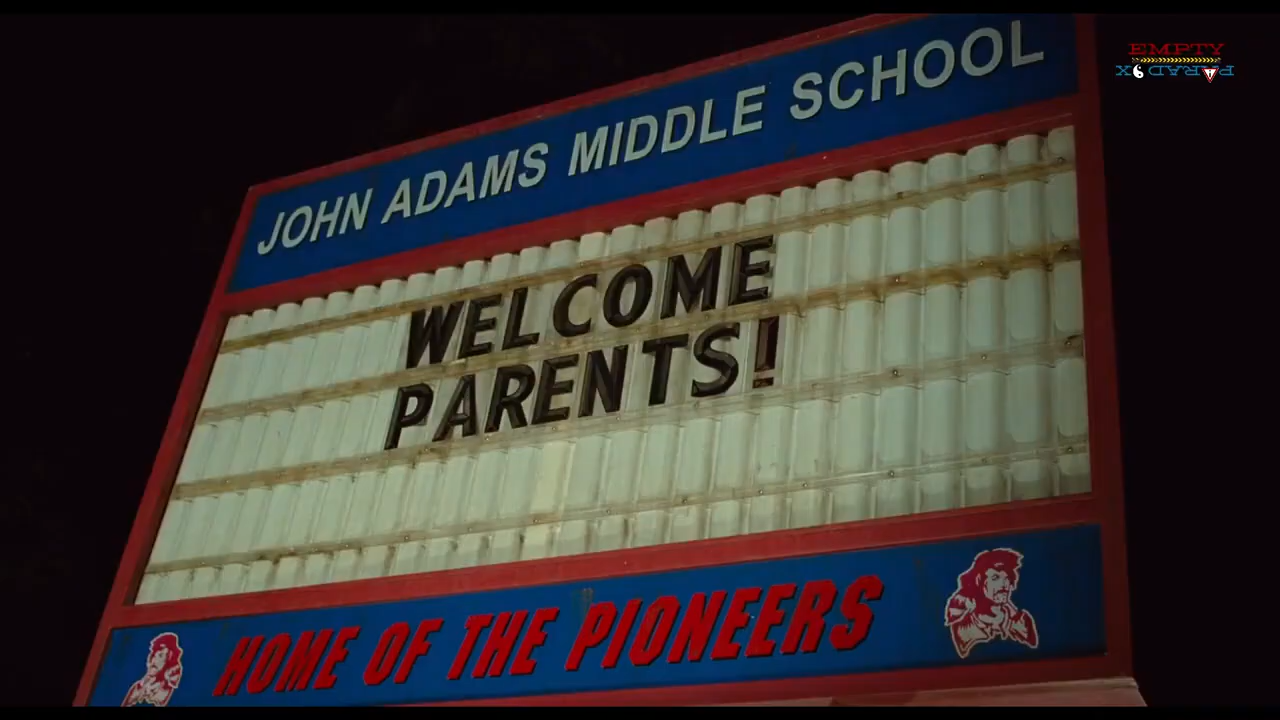 EMPTY
PARADOX
JOHN ADAMS MIDDLE SCHOOL
WELCOME
PARENTS!
HOME OF THE PIONEERS